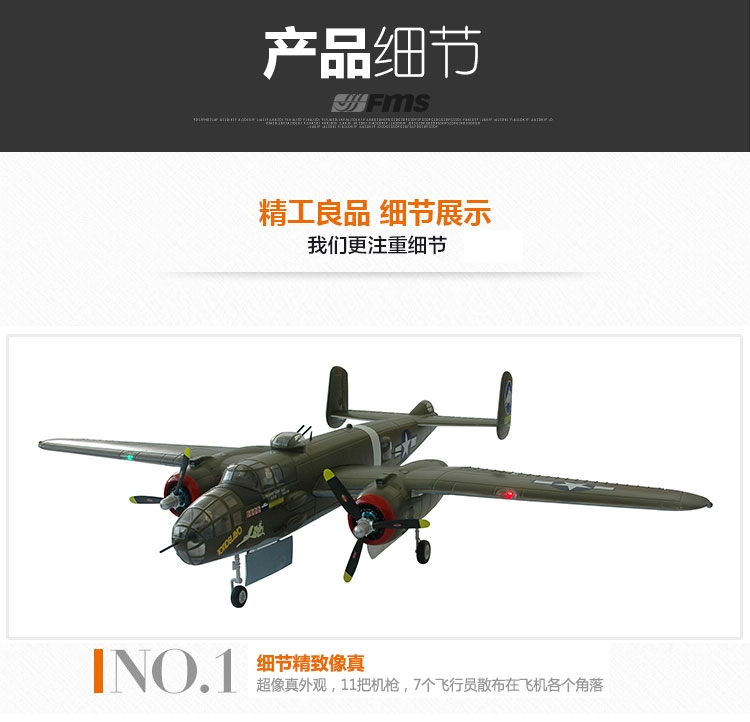 产品细节
FMS
精工良品 细节展示
我们更注重细节
NO.1
细节精致像真
超像真外观，11把机枪，7个飞行员散布在飞机各个角落